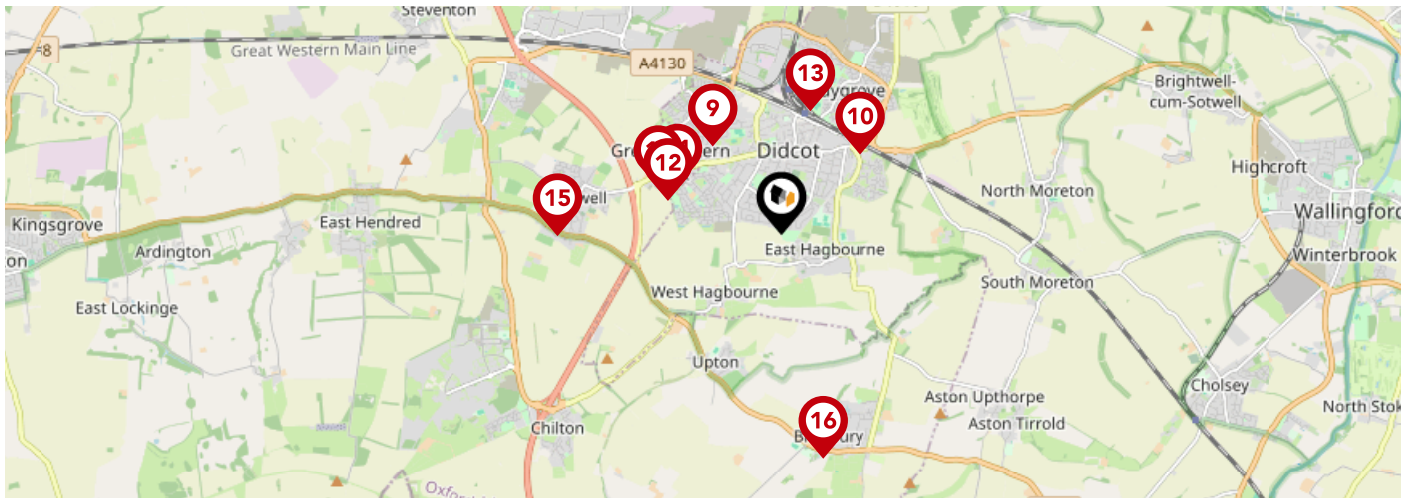 Steventon
Great Western Main Line
A4130
13
9
10
Brightwell-
cum-Sotwell
Didcot
12
Highcroft
15
North Moreton
Kingsgrove
East Hendred
Wallingford
Ardington
East Hagbourne
Winterbrook
West Hagbourne
South Moreton
East Lockinge
Upton
Cholsey
Aston Upthorpe
North Stok
16
Aston Tirrold
Chilton